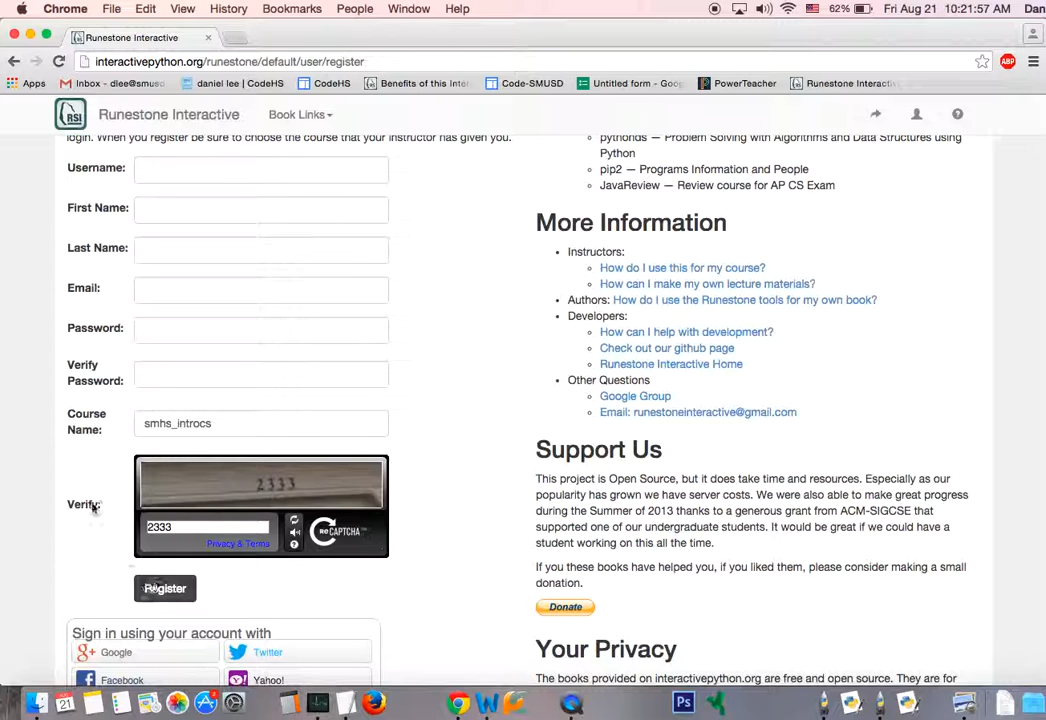 Chrome File Edit View History Bookmarks People Window Help 62% Fri Aug 21 10:21:57 AM Dan
Runestone Interactive
interactivepython.org/runestone/default/user/register ABP
Apps Inbox - dlee@smuso daniel lee | CodeHS CodeHS Benefits of this Inter Code-SMUSD Untitled form - Goog PowerTeacher Runestone Interactiv
RSI Runestone Interactive Book Links
login. When you register be sure to choose the course that your instructor has given you.
Username:
First Name:
Last Name:
Email:
Password:
Verify
Password:
Course
Name:
smhs_introcs
Verify:
2333
2333
Privacy & Terms
reCAPTCHA
Register
Sign in using your account with
Google Twitter
Facebook Yahoo!
pythonds — Problem Solving with Algorithms and Data Structures using
Python
pip2 — Programs Information and People
JavaReview — Review course for AP CS Exam
More Information
Instructors:
How do I use this for my course?
How can I make my own lecture materials?
Authors: How do I use the Runestone tools for my own book?
Developers:
How can I help with development?
Check out our github page
Runestone Interactive Home
Other Questions
Google Group
Email: runestoneinteractive@gmail.com
Support Us
This project is Open Source, but it does take time and resources. Especially as our
popularity has grown we have server costs. We were also able to make great progress
during the Summer of 2013 thanks to a generous grant from ACM-SIGCSE that
supported one of our undergraduate students. It would be great if we could have a
student working on this all the time.
If you these books have helped you, if you liked them, please consider making a small
donation.
Donate
Your Privacy
The books provided on interactivepython.org are free and open source. They are for
Ps